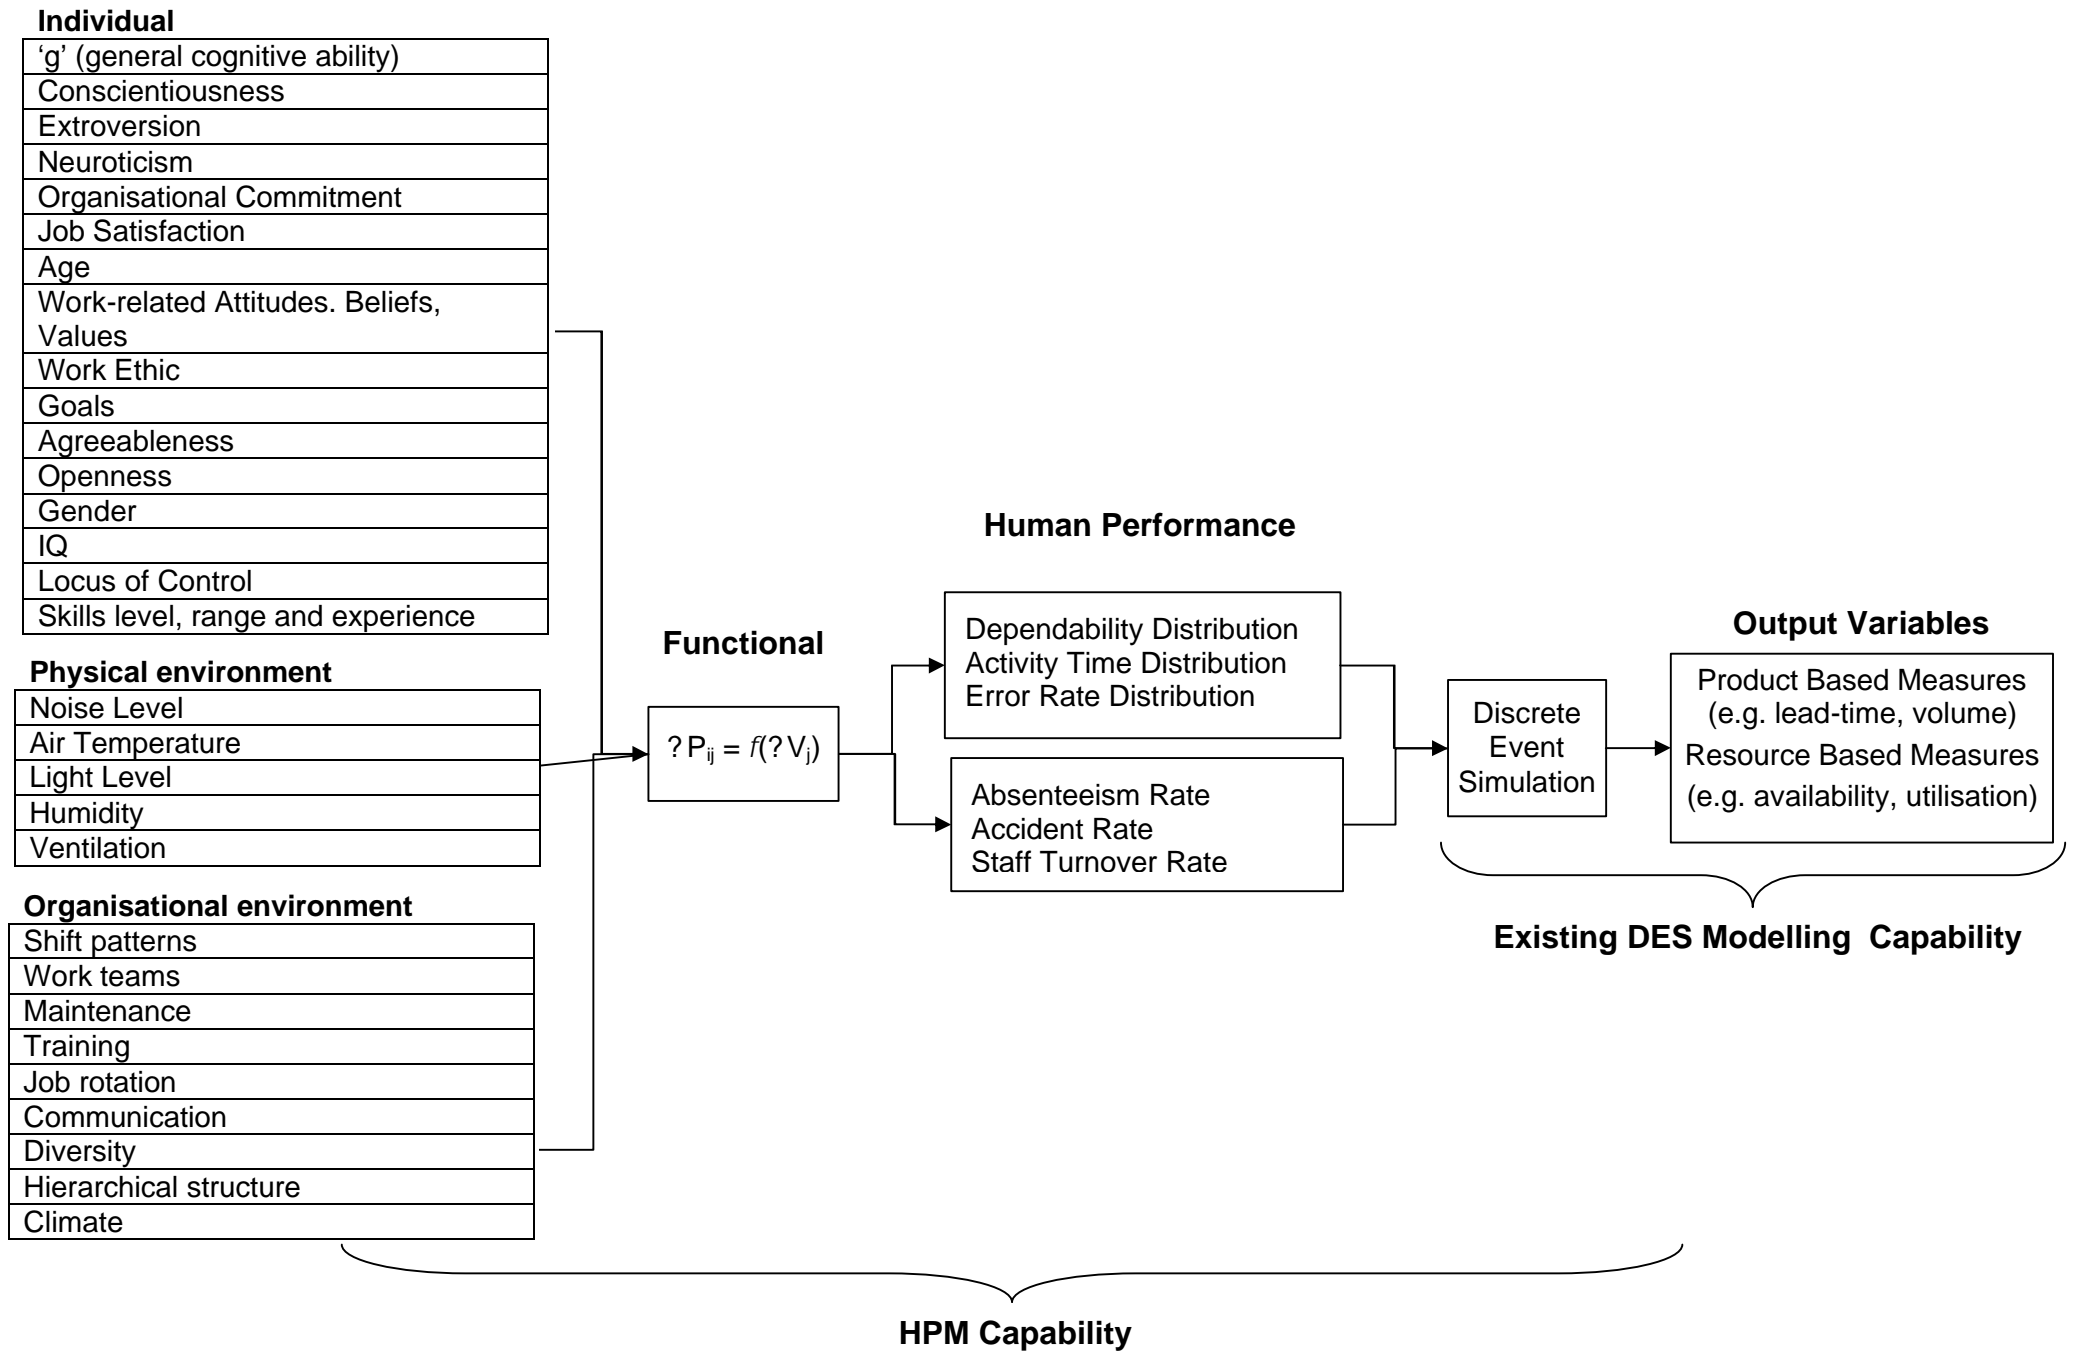 Individual
‘g’ (general cognitive ability)
Conscientiousness
Extroversion
Neuroticism
Organisational Commitment
Job Satisfaction
Age
Work-related Attitudes. Beliefs,
Values
Work Ethic
Goals
Agreeableness
Openness
Gender
IQ
Locus of Control
Skills level, range and experience
Physical environment
Noise Level
Air Temperature
Light Level
Humidity
Ventilation
Organisational environment
Shift patterns
Work teams
Maintenance
Training
Job rotation
Communication
Diversity
Hierarchical structure
Climate
Functional
? Pij = f(? Vj)
Human Performance
Dependability Distribution
Activity Time Distribution
Error Rate Distribution
Absenteeism Rate
Accident Rate
Staff Turnover Rate
Discrete
Event
Simulation
Output Variables
Product Based Measures
(e.g. lead-time, volume)
Resource Based Measures
(e.g. availability, utilisation)
Existing DES Modelling  Capability
HPM Capability